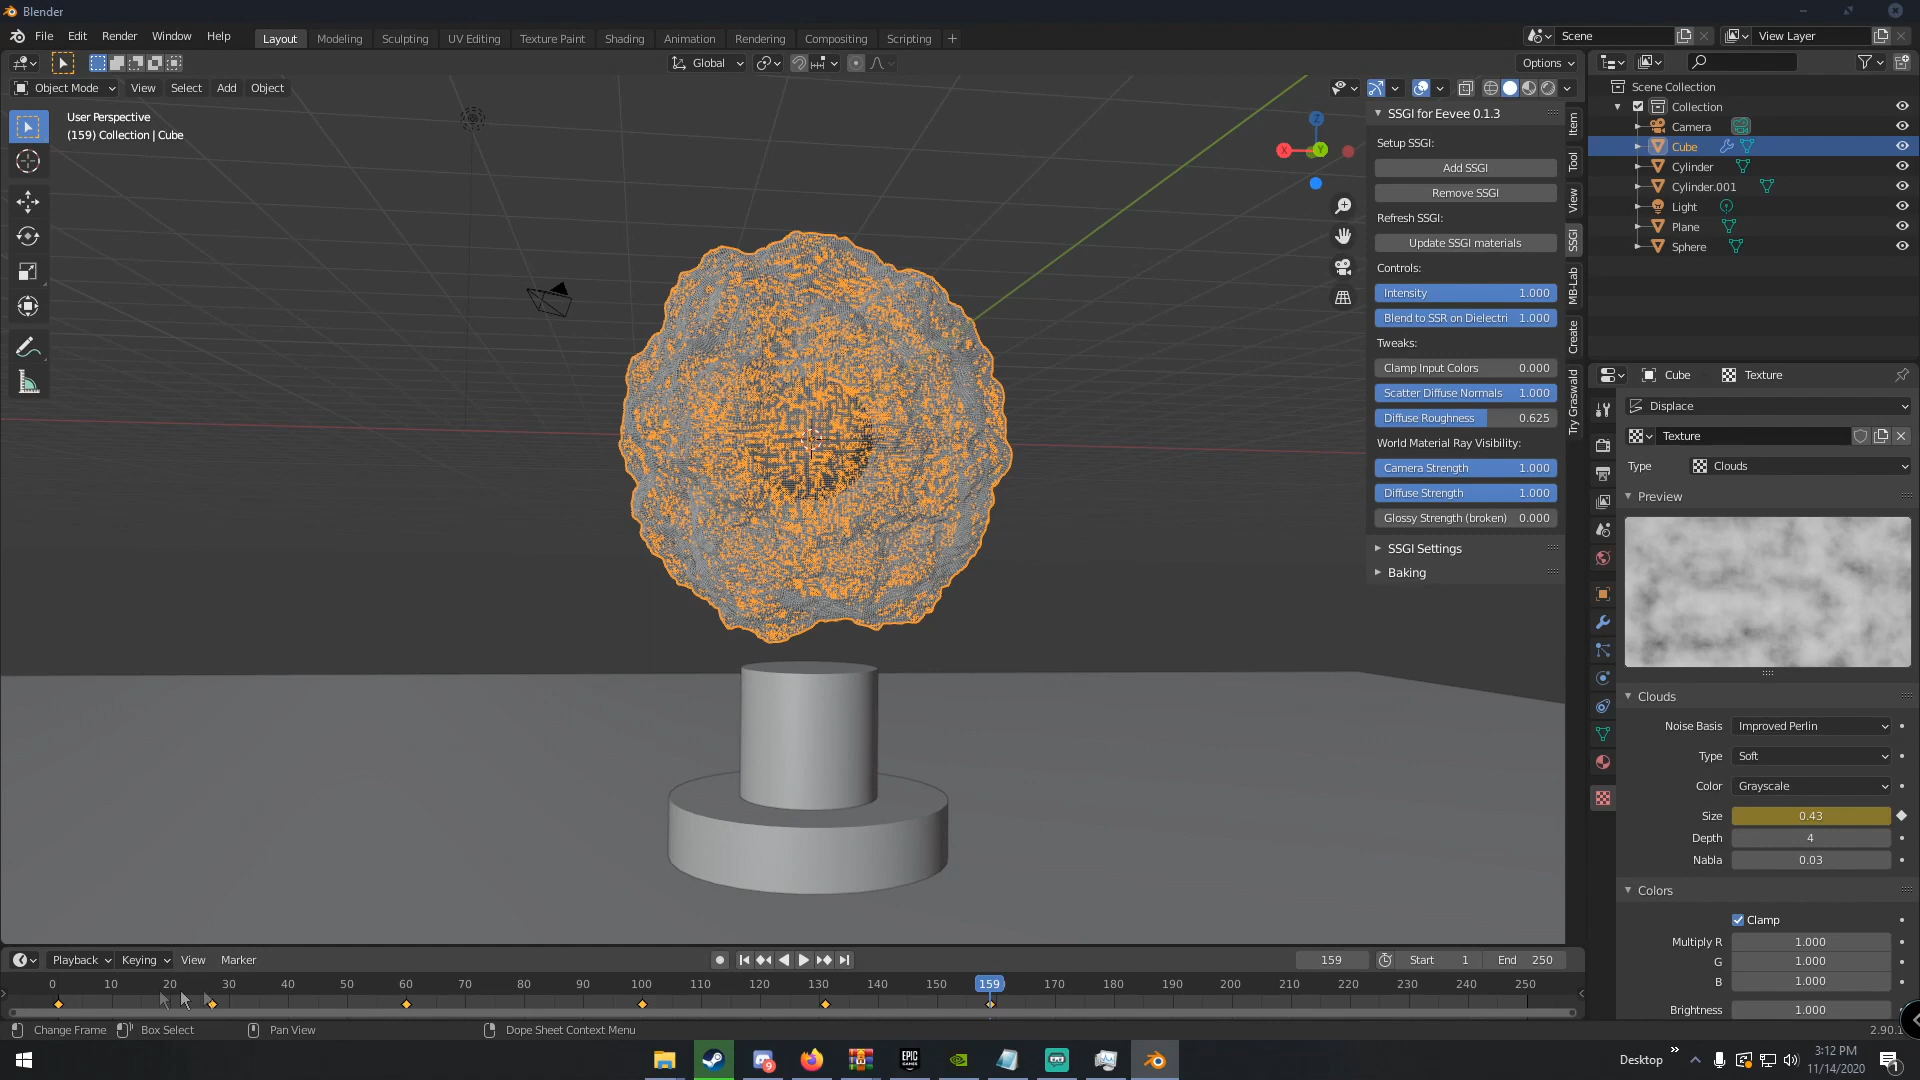 Blender
File Edit Render Window Help
Layout Modeling Sculpting UV Editing Texture Paint Shading Animation Rendering Compositing Scripting +
Scene
View Layer
Global
Options
Object Mode View Select Add Object
User Perspective
(159) Collection | Cube
X Y Z
SSGI for Eevee 0.1.3
Setup SSGI:
Add SSGI
Remove SSGI
Refresh SSGI:
Update SSGI materials
Controls:
Intensity 1.000
Blend to SSR on Dielectri 1.000
Tweaks:
Clamp Input Colors 0.000
Scatter Diffuse Normals 1.000
Diffuse Roughness 0.625
World Material Ray Visibility:
Camera Strength 1.000
Diffuse Strength 1.000
Glossy Strength (broken) 0.000
SSGI Settings
Baking
Item
Tool
View
SSGI
MB-Lab
Create
Try Graswald
Scene Collection
Collection
Camera
Cube
Cylinder
Cylinder.001
Light
Plane
Sphere
Cube Texture
Displace
Texture
Type Clouds
Preview
Clouds
Noise Basis Improved Perlin
Type Soft
Color Grayscale
Size 0.43
Depth 4
Nabla 0.03
Colors
Clamp
Multiply R 1.000
G 1.000
B 1.000
Brightness 1.000
Playback Keying View Marker
159 Start 1 End 250
0 10 20 30 40 50 60 70 80 90 100 110 120 130 140 150 159 170 180 190 200 210 220 230 240 250
Change Frame Box Select Pan View Dope Sheet Context Menu
2.90.1
9
EPIC GAMES
Desktop
3:12 PM
11/14/2020
1